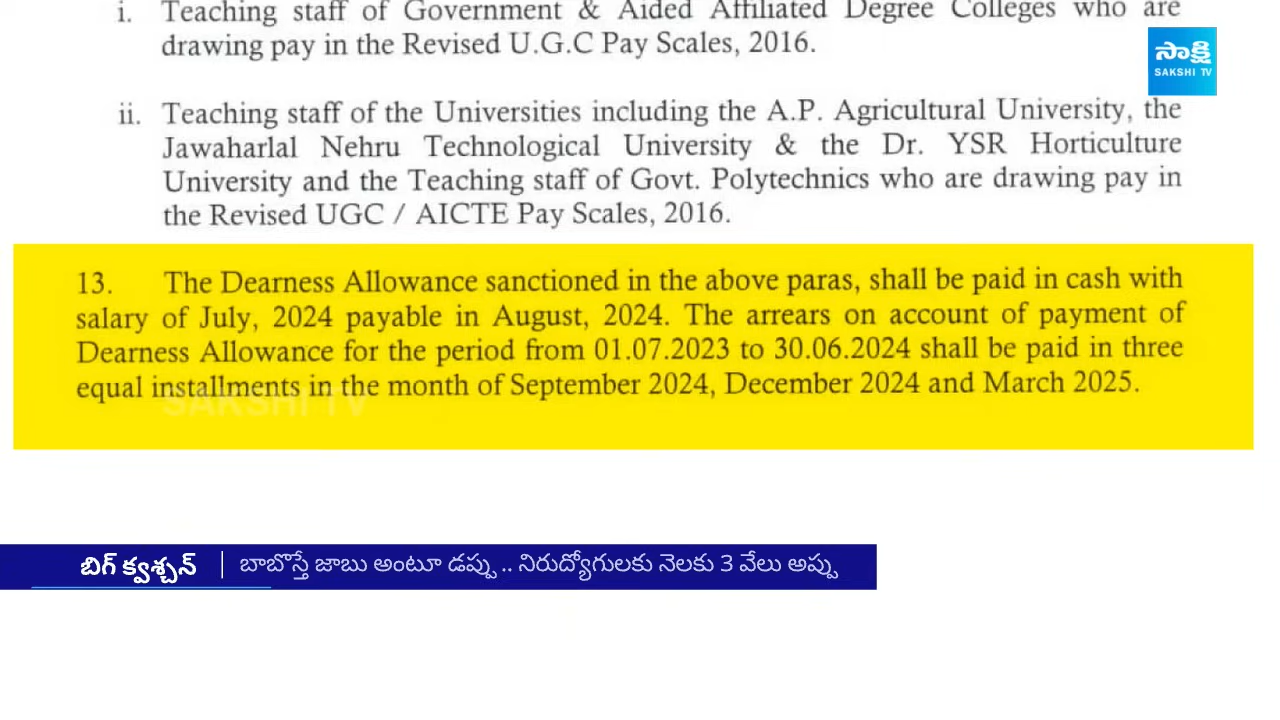 i. Teaching staff of Government & Aided Affiliated Degree Colleges who are
drawing pay in the Revised U.G.C Pay Scales, 2016.
సాక్షి
SAKSHI TV
ii. Teaching staff of the Universities including the A.P. Agricultural University, the
Jawaharlal Nehru Technological University & the Dr. YSR Horticulture
University and the Teaching staff of Govt. Polytechnics who are drawing pay in
the Revised UGC / AICTE Pay Scales, 2016.
13. The Dearness Allowance sanctioned in the above paras, shall be paid in cash with
salary of July, 2024 payable in August, 2024. The arrears on account of payment of
Dearness Allowance for the period from 01.07.2023 to 30.06.2024 shall be paid in three
equal installments in the month of September 2024, December 2024 and March 2025.
SAKSHI TV
బిగ్ క్వశ్చన్ | బాబొస్తే జాబు అంటూ డప్పు .. నిరుద్యోగులకు నెలకు 3 వేలు అప్పు